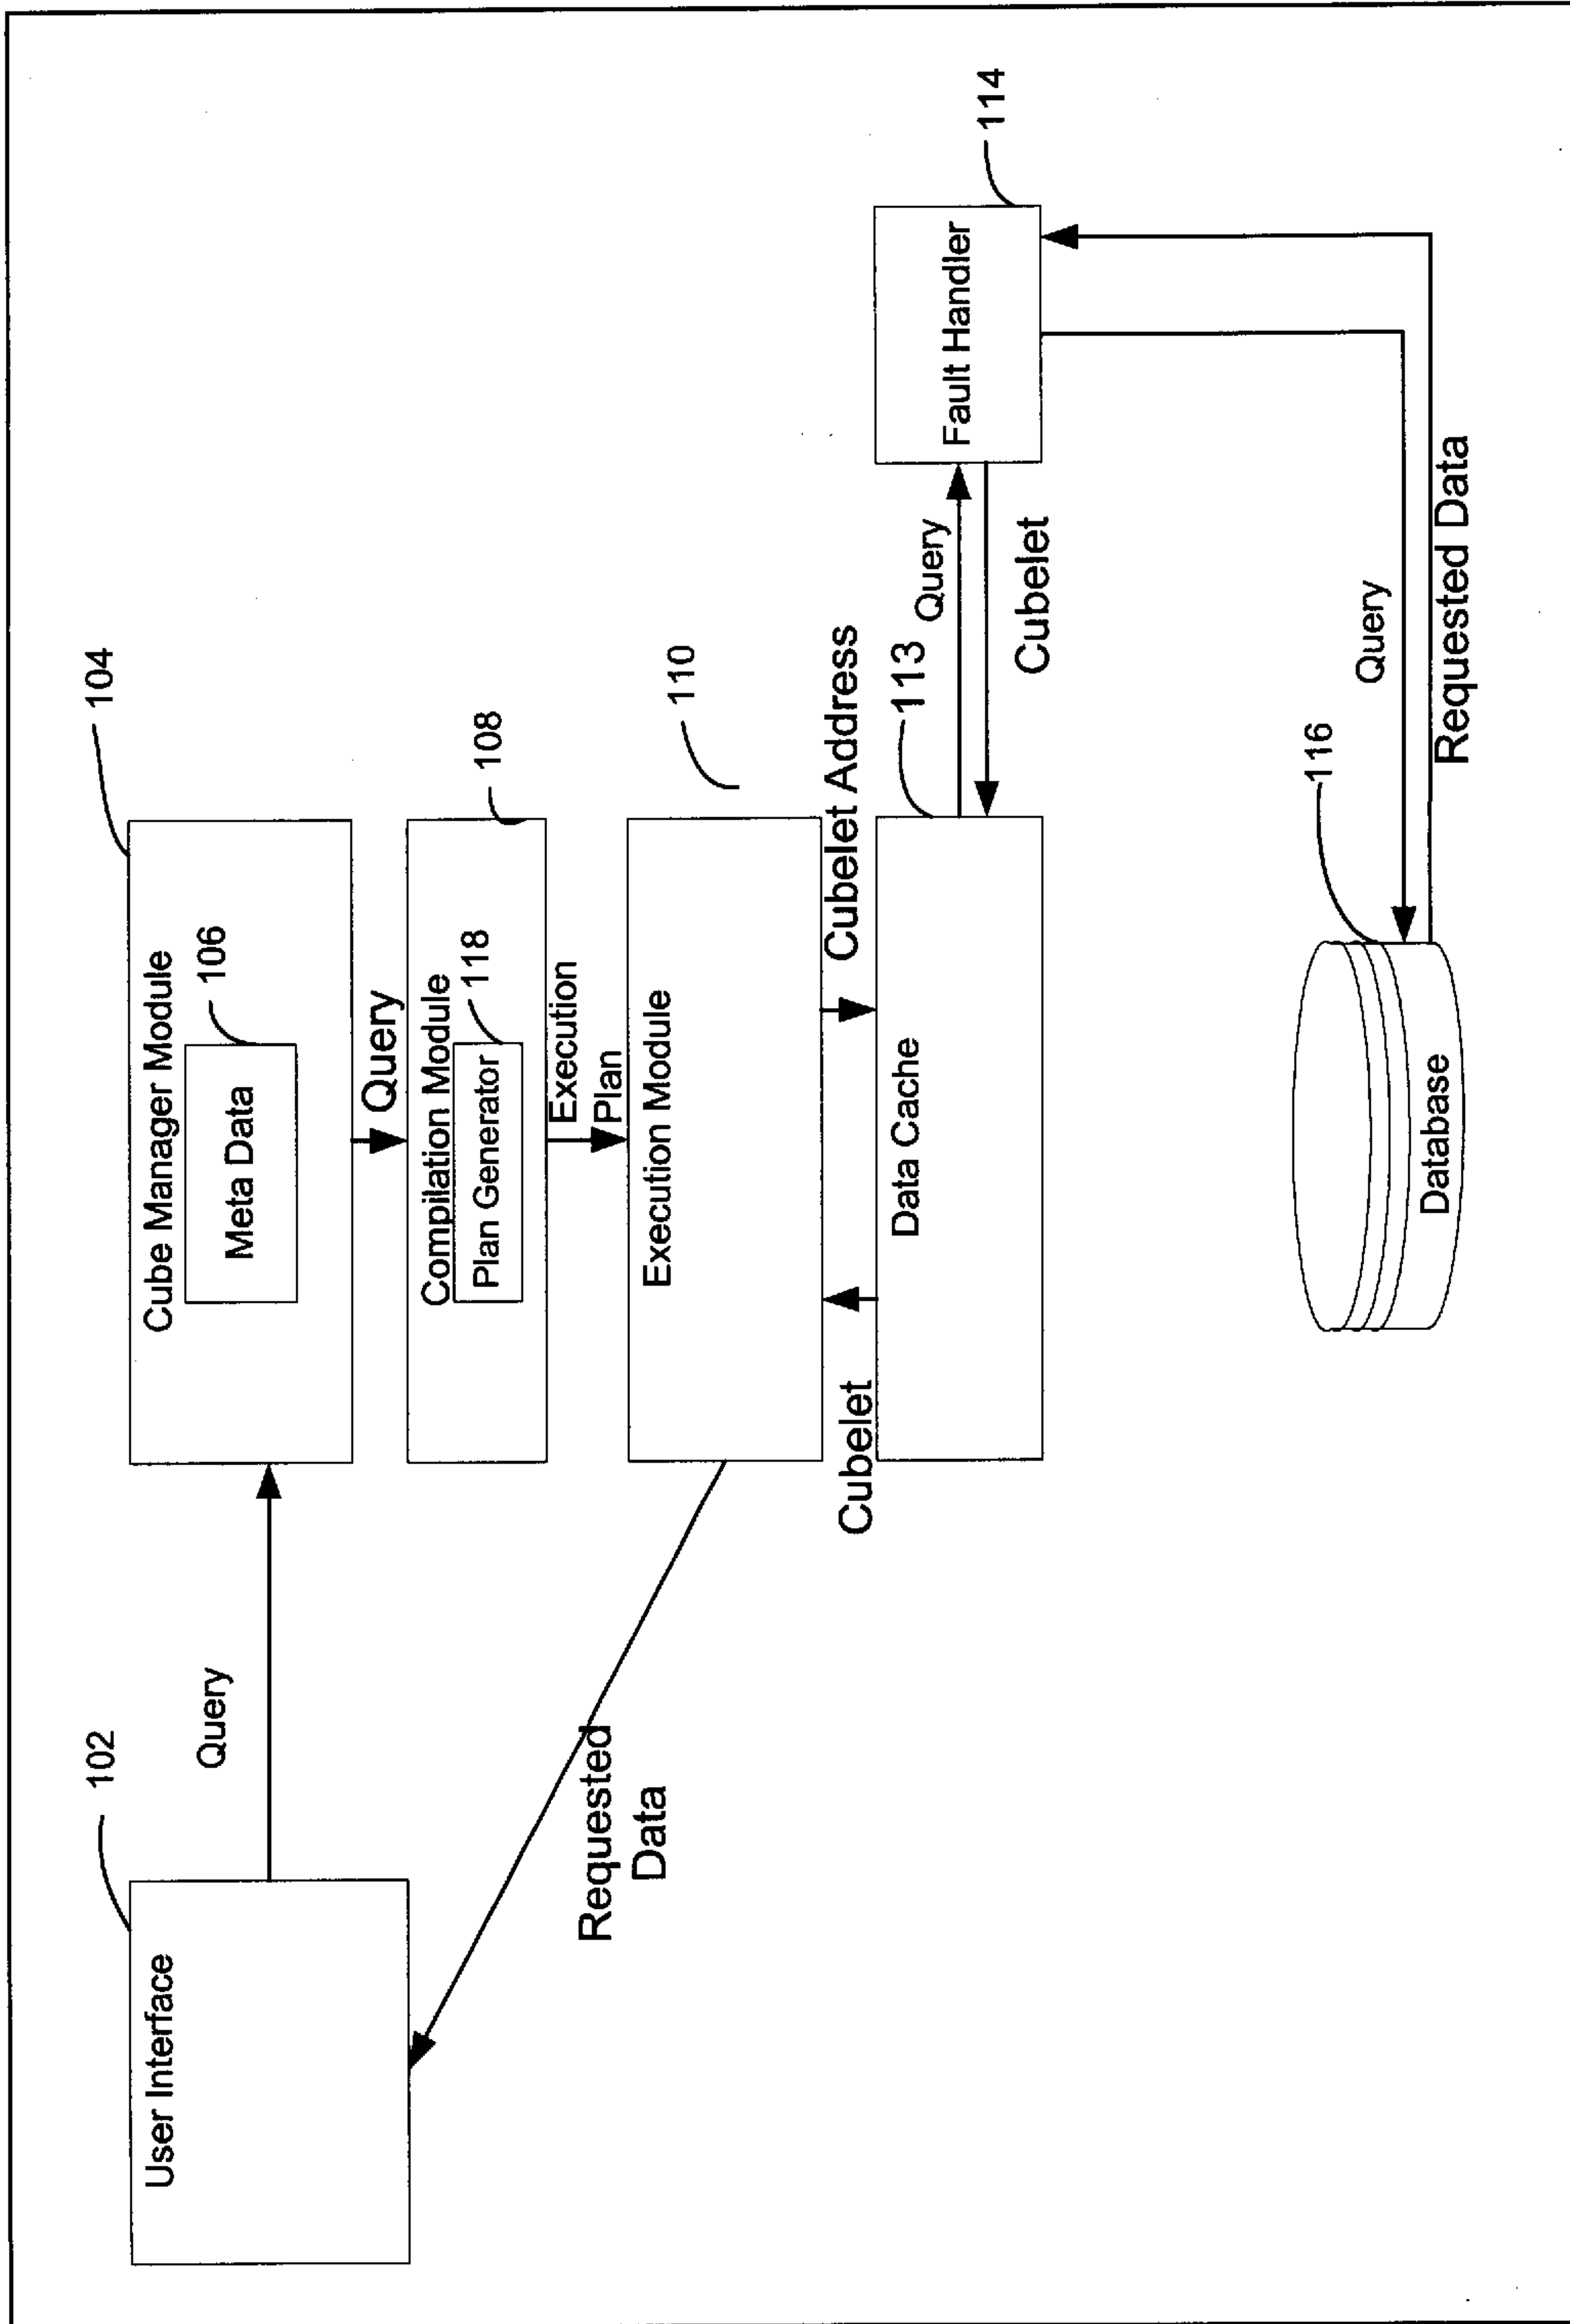 102
User Interface
Query
104
Cube Manager Module
106
Meta Data
Query
108
Compilation Module
118
Plan Generator
Execution
Plan
110
Execution Module
Requested
Data
Cubelet Address
Cubelet
113
Data Cache
Query
Cubelet
114
Fault Handler
116
Query
Requested Data
Database